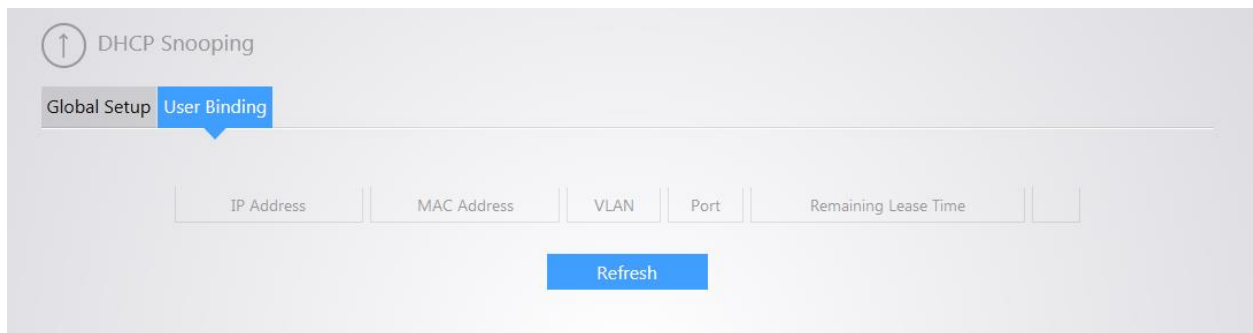 DHCP Snooping
Global Setup User Binding
IP Address MAC Address VLAN Port Remaining Lease Time
Refresh